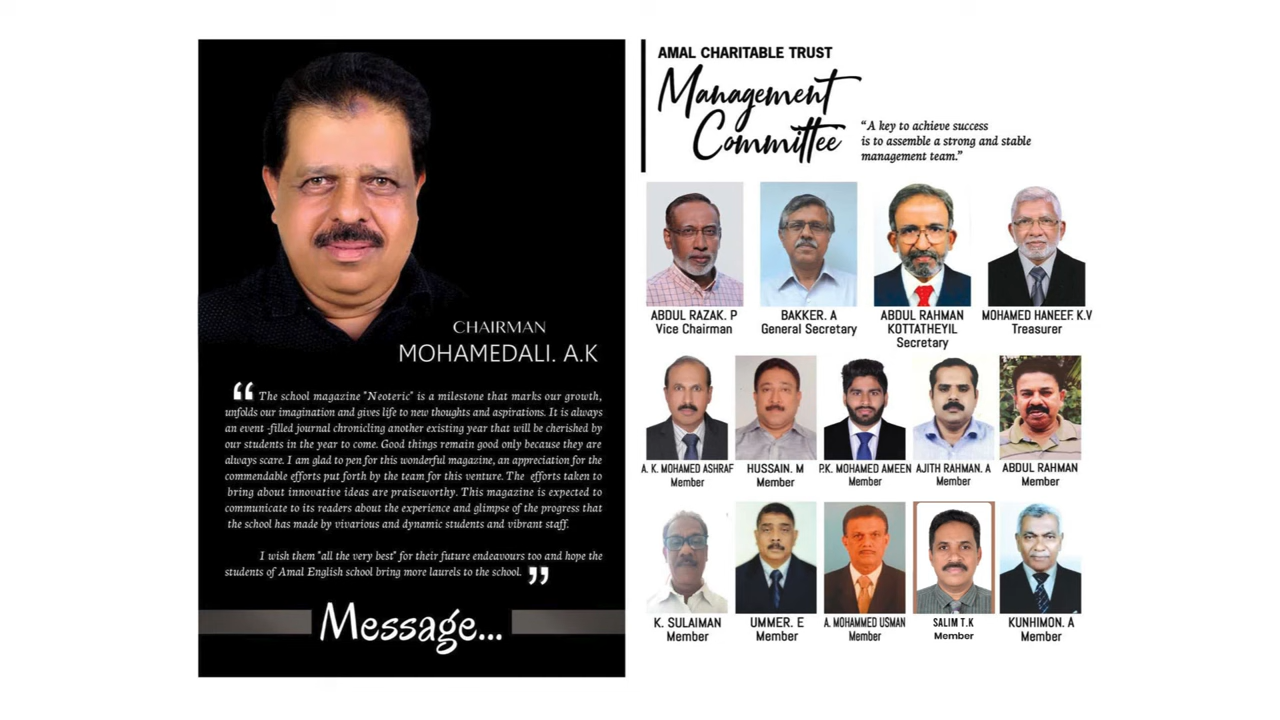 CHAIRMAN
MOHAMEDALI. A.K
“ The school magazine "Neoteric" is a milestone that marks our growth,
unfolds our imagination and gives life to new thoughts and aspirations. It is always
an event -filled journal chronicling another existing year that will be cherished by
our students in the year to come. Good things remain good only because they are
always scare. I am glad to pen for this wonderful magazine, an appreciation for the
commendable efforts put forth by the team for this venture. The efforts taken to
bring about innovative ideas are praiseworthy. This magazine is expected to
communicate to its readers about the experience and glimpse of the progress that
the school has made by vivarious and dynamic students and vibrant staff.
I wish them "all the very best" for their future endeavours too and hope the
students of Amal English school bring more laurels to the school. ”
Message...
AMAL CHARITABLE TRUST
Management
Committee
“A key to achieve success
is to assemble a strong and stable
management team.”
ABDUL RAZAK. P
Vice Chairman
BAKKER. A
General Secretary
ABDUL RAHMAN
KOTTATHEYIL
Secretary
MOHAMED HANEEF. K.V
Treasurer
A. K. MOHAMED ASHRAF
Member
HUSSAIN. M
Member
P.K. MOHAMED AMEEN
Member
AJITH RAHMAN. A
Member
ABDUL RAHMAN
Member
K. SULAIMAN
Member
UMMER. E
Member
A. MOHAMMED USMAN
Member
SALIM T.K
Member
KUNHIMON. A
Member